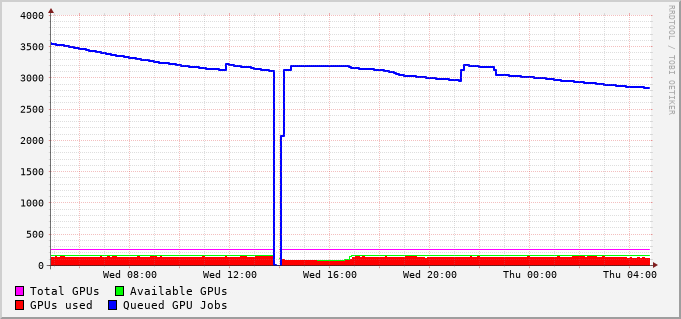 4000
3500
3000
2500
2000
1500
1000
500
0
Wed 08:00 Wed 12:00 Wed 16:00 Wed 20:00 Thu 00:00 Thu 04:00
Total GPUs Available GPUs
GPUs used Queued GPU Jobs
RRDTOOL / TOBI OETIKER